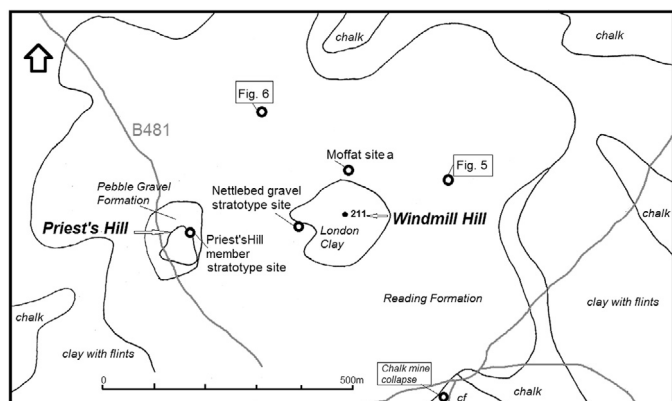 chalk
chalk
Fig. 6
B481
Moffat site a
Fig. 5
Pebble Gravel
Formation
Nettlebed gravel
stratotype site
211
Windmill Hill
London
Clay
Priest's Hill
Priest'sHill
member
stratotype site
Reading Formation
clay with flints
chalk
clay with flints
Chalk mine
collapse
chalk
cf
0
500m